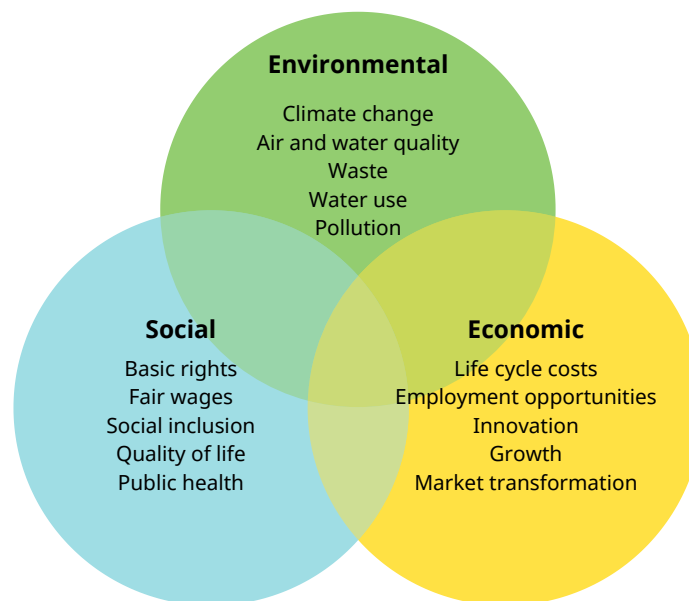 Environmental
Climate change
Air and water quality
Waste
Water use
Pollution
Social
Basic rights
Fair wages
Social inclusion
Quality of life
Public health
Economic
Life cycle costs
Employment opportunities
Innovation
Growth
Market transformation